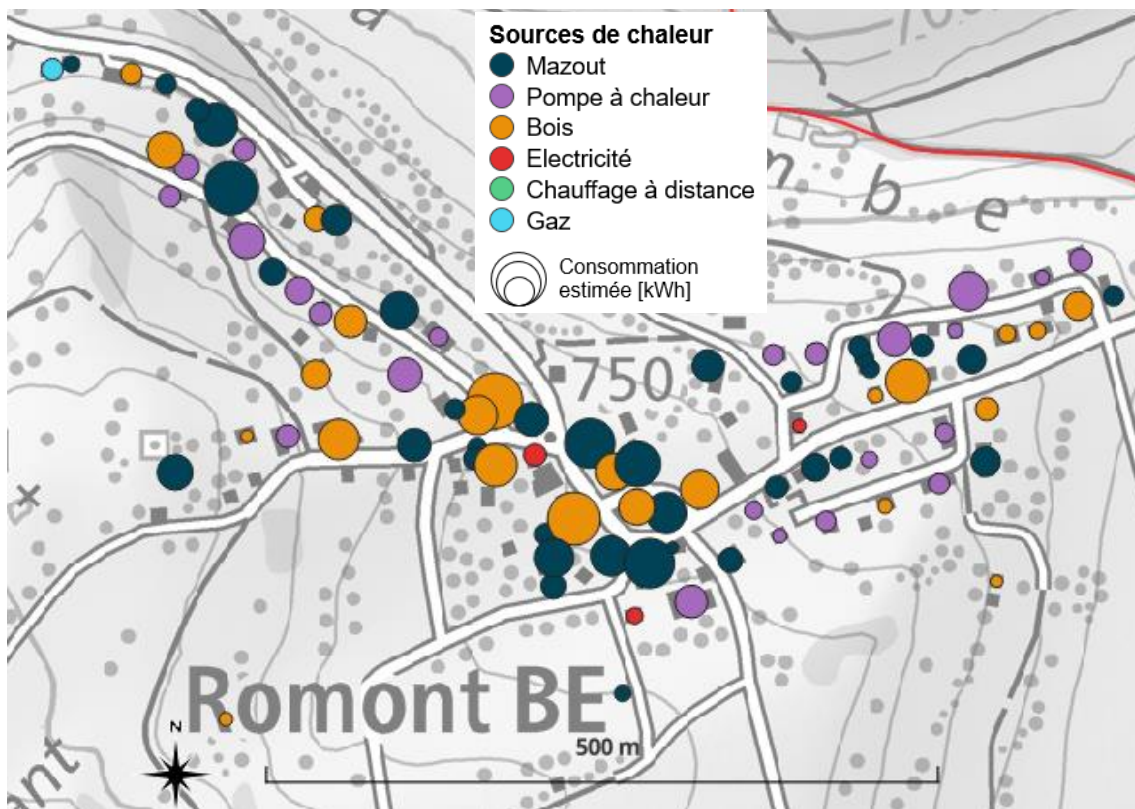 Sources de chaleur
Mazout
Pompe à chaleur
Bois
Electricité
Chauffage à distance
Gaz
Consommation
estimée [kWh]
n b e
750
Romont BE
z
500 m